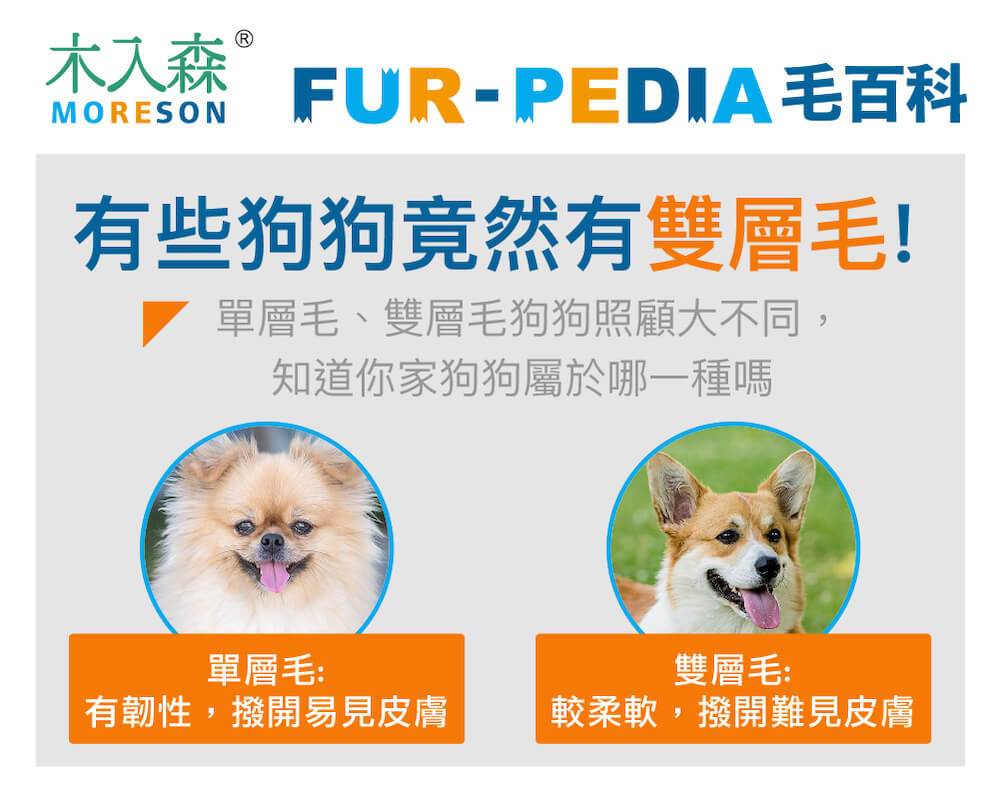 木入森®
MORESON
FUR-PEDIA毛百科
有些狗狗竟然有雙層毛!
單層毛、雙層毛狗狗照顧大不同，
知道你家狗狗屬於哪一種嗎
單層毛:
有韌性，撥開易見皮膚
雙層毛:
較柔軟，撥開難見皮膚